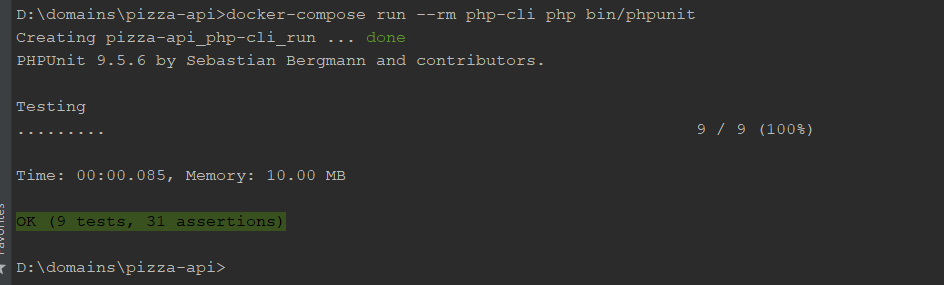 D:\domains\pizza-api>docker-compose run --rm php-cli php bin/phpunit
Creating pizza-api_php-cli_run ... done
PHPUnit 9.5.6 by Sebastian Bergmann and contributors.
Testing
......... 9 / 9 (100%)
Time: 00:00.085, Memory: 10.00 MB
OK (9 tests, 31 assertions)
D:\domains\pizza-api>